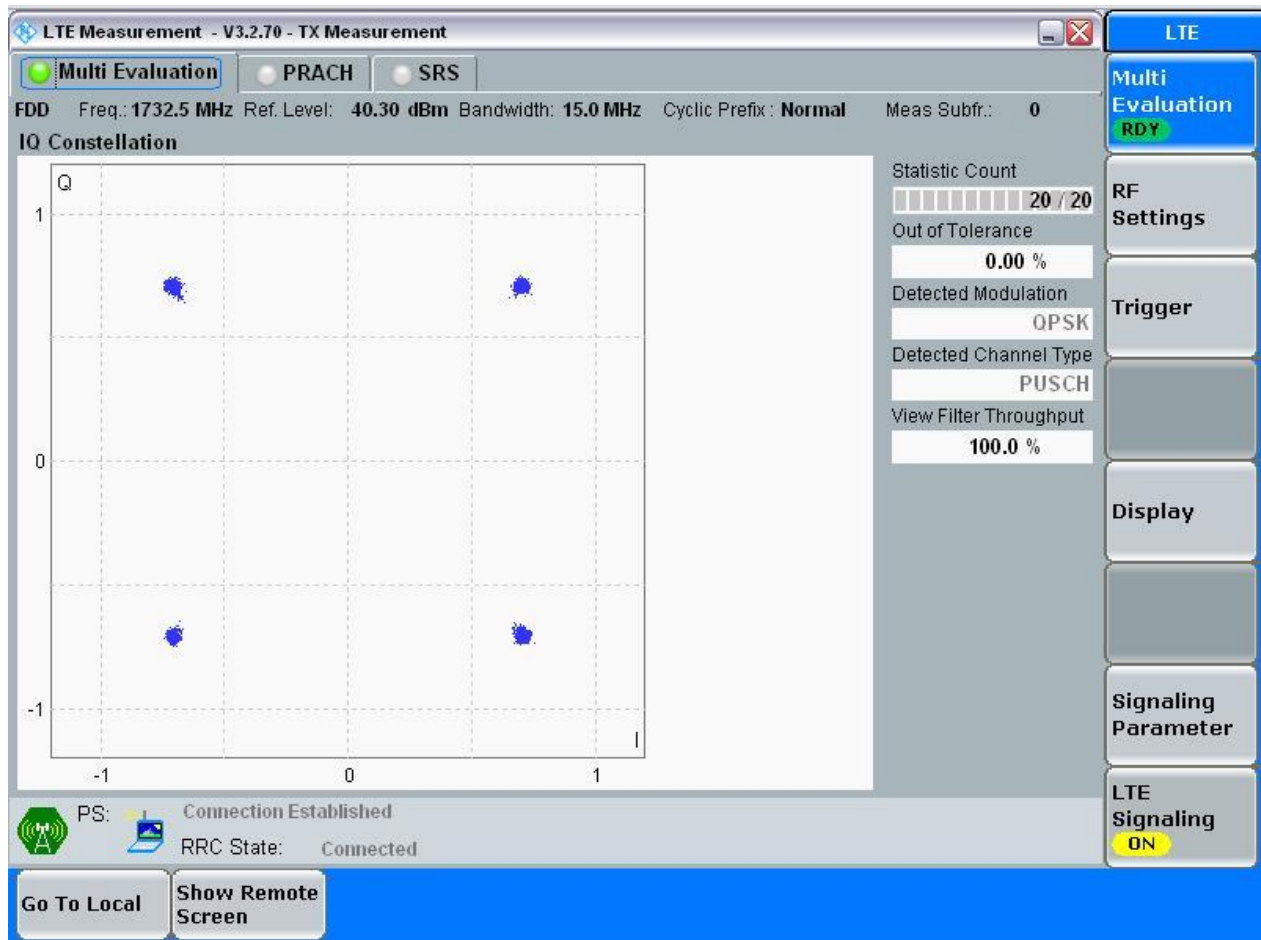 LTE Measurement - V3.2.70 - TX Measurement
LTE
Multi Evaluation PRACH SRS
Multi
Evaluation
RDY
FDD Freq.: 1732.5 MHz Ref. Level: 40.30 dBm Bandwidth: 15.0 MHz Cyclic Prefix : Normal Meas Subfr.: 0
IQ Constellation
Q
1
0
-1
I
-1 0 1
Statistic Count
20 / 20
Out of Tolerance
0.00 %
Detected Modulation
QPSK
Detected Channel Type
PUSCH
View Filter Throughput
100.0 %
RF
Settings
Trigger
Display
Signaling
Parameter
LTE
Signaling
ON
PS: Connection Established
RRC State: Connected
Go To Local
Show Remote
Screen